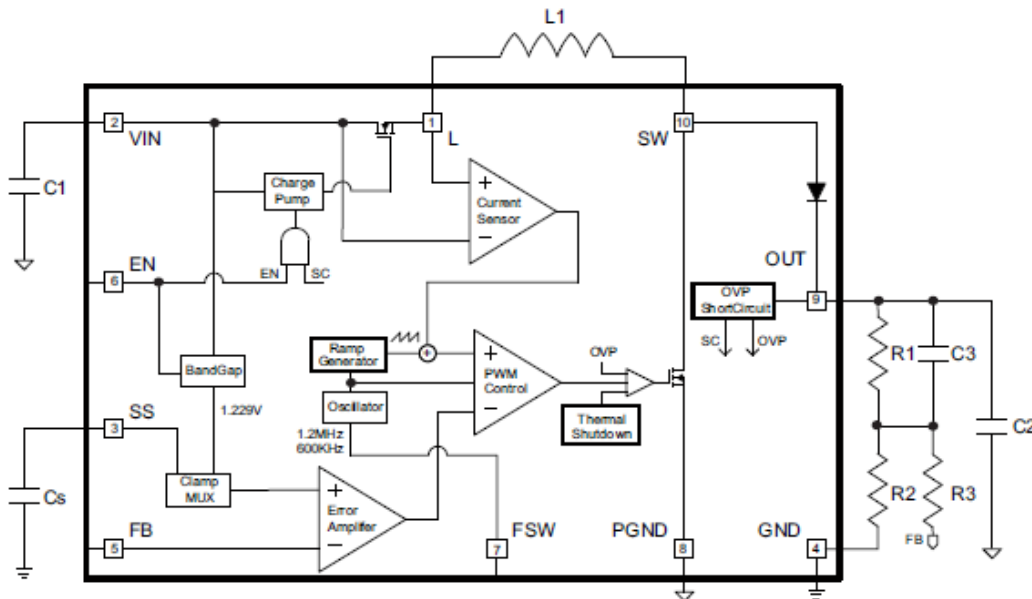 L1
2
VIN
1
L
10
SW
C1
Charge
Pump
+
Current
Sensor
−
EN
6
EN
SC
OUT
OVP
ShortCircuit
9
SC
OVP
R1
C3
Ramp
Generator
+
+
PWM
Control
−
OVP
BandGap
Oscillator
Thermal
Shutdown
SS
3
1.229V
1.2MHz
600KHz
C2
Clamp
MUX
+
Error
Amplifer
−
R2
R3
Cs
FB
5
FSW
7
PGND
8
GND
4
FB